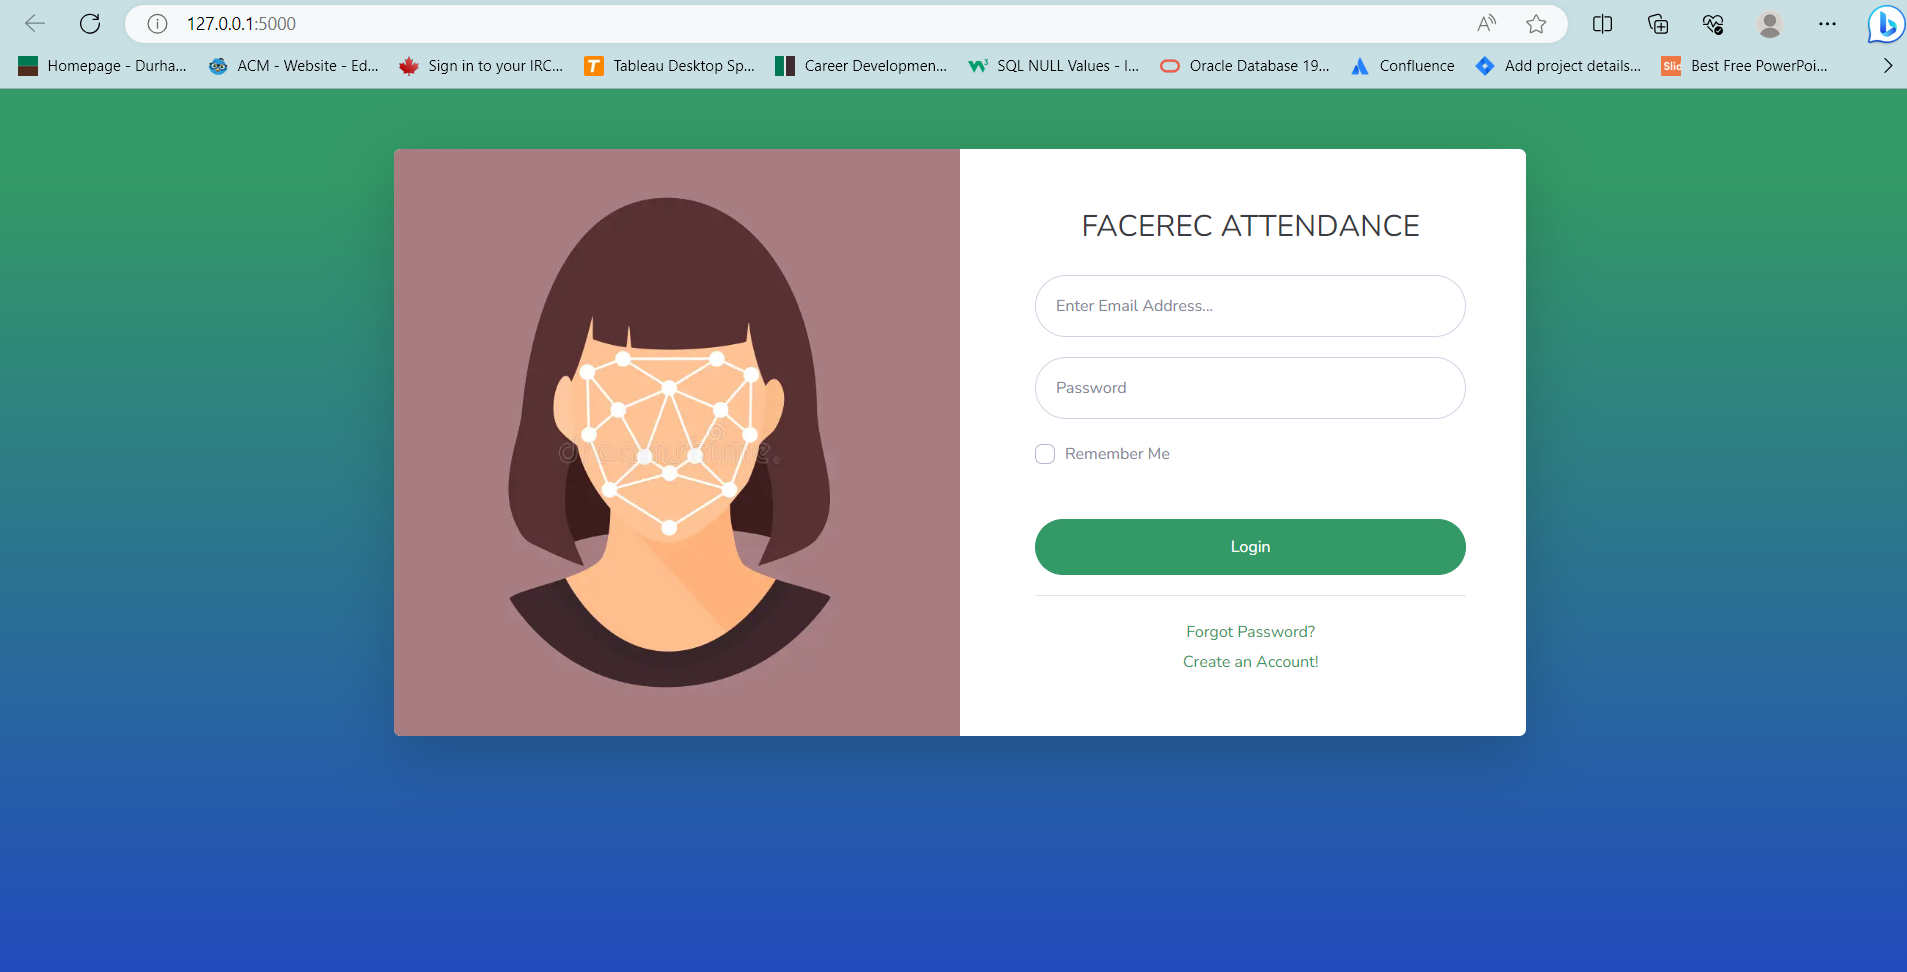 127.0.0.1:5000
Homepage - Durha...
ACM - Website - Ed...
Sign in to your IRC...
T
Tableau Desktop Sp...
Career Developmen...
W3
SQL NULL Values - I...
Oracle Database 19...
Confluence
Add project details...
Slic
Best Free PowerPoi...
FACEREC ATTENDANCE
Enter Email Address...
Password
dreamstime.
Remember Me
Login
Forgot Password?
Create an Account!